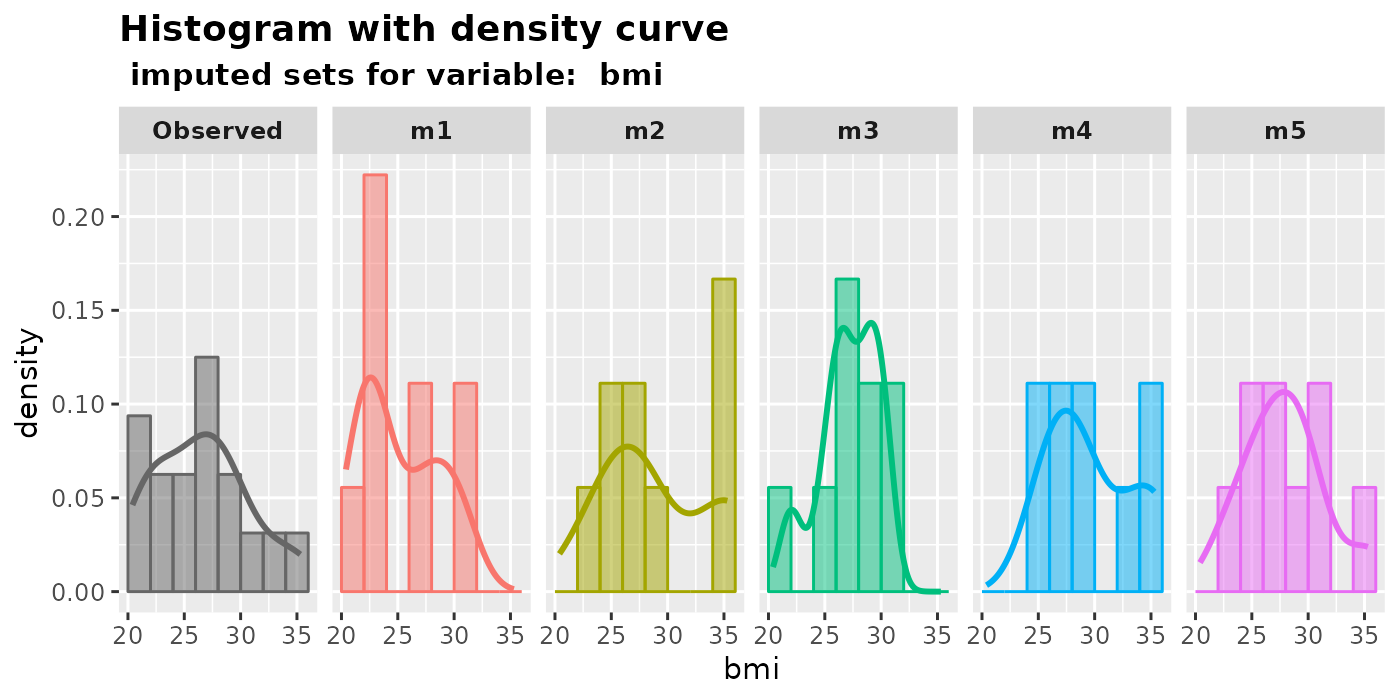 Histogram with density curve
imputed sets for variable:  bmi
Observed m1 m2 m3 m4 m5
density
0.20
0.15
0.10
0.05
0.00
20 25 30 35 20 25 30 35 20 25 30 35 20 25 30 35 20 25 30 35 20 25 30 35
bmi